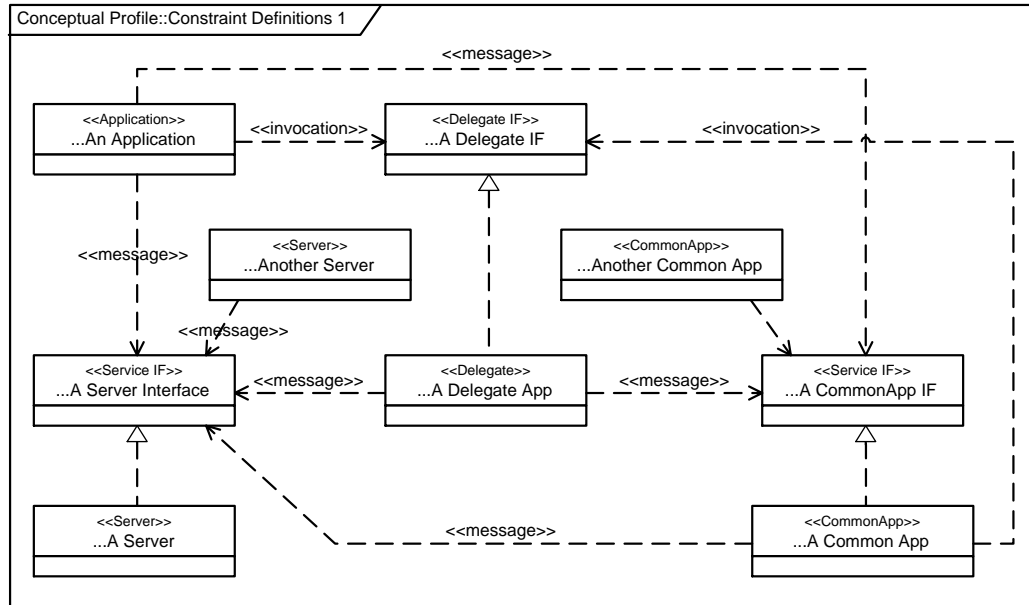 Conceptual Profile::Constraint Definitions 1
<<message>>
<<Application>>
...An Application
<<invocation>>
<<Delegate IF>>
...A Delegate IF
<<invocation>>
<<message>>
<<Server>>
...Another Server
<<CommonApp>>
...Another Common App
<<message>>
<<Service IF>>
...A Server Interface
<<message>>
<<Delegate>>
...A Delegate App
<<message>>
<<Service IF>>
...A CommonApp IF
<<Server>>
...A Server
<<message>>
<<CommonApp>>
...A Common App